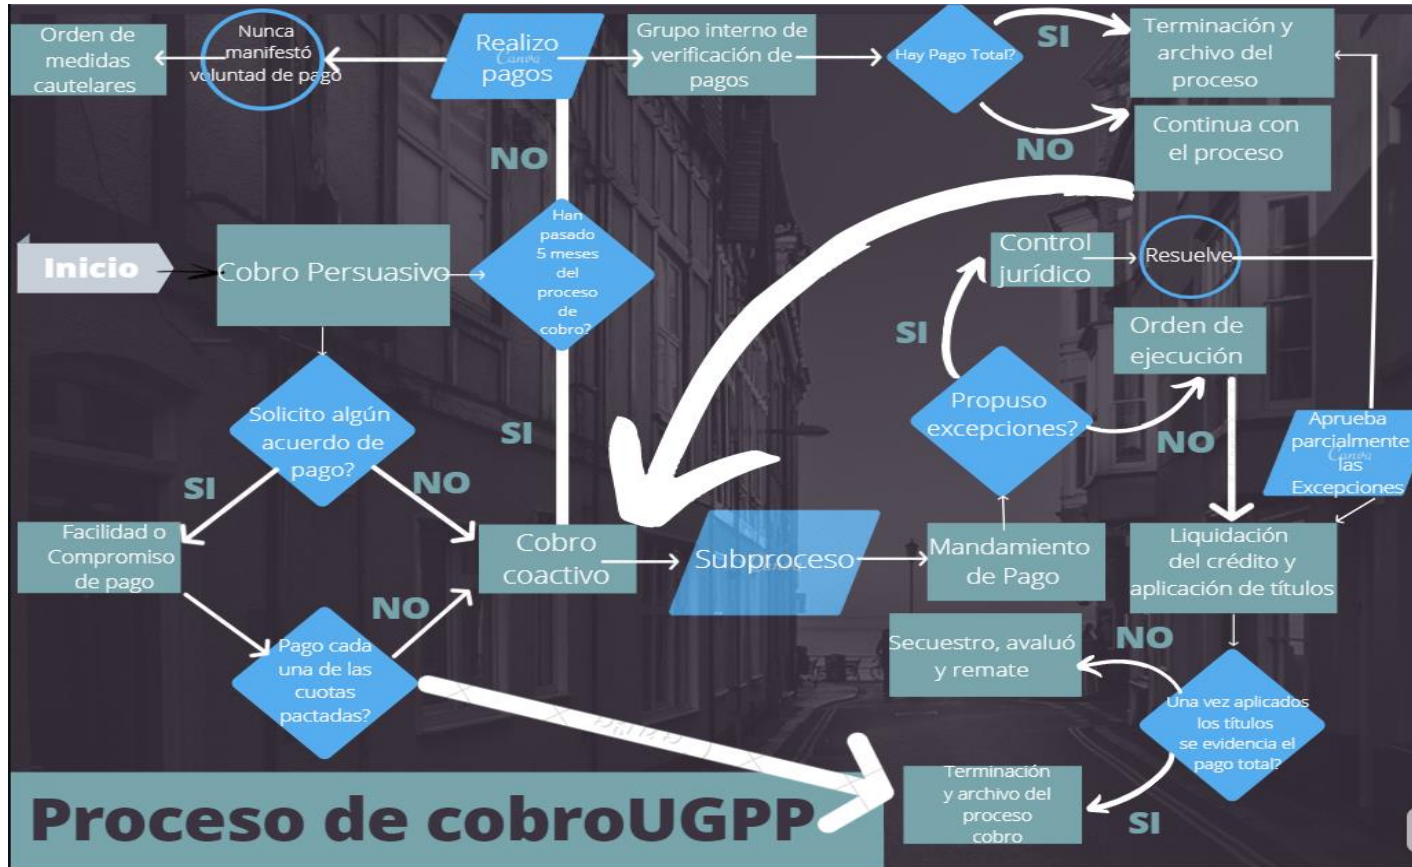 Orden de
medidas
cautelares
Nunca
manifestó
voluntad de pago
Realizo
Canva
pagos
Grupo interno de
verificación de
pagos
Hay Pago Total?
SI
Terminación y
archivo del
proceso
NO
Continua con
el proceso
NO
Inicio
Cobro Persuasivo
Han
pasado
5 meses
del
proceso
de
cobro?
Control
jurídico
Resuelve
SI
Orden de
ejecución
Solicito algún
acuerdo de
pago?
SI
NO
SI
Propuso
excepciones?
NO
Aprueba
parcialmente
Canva
las
Excepciones
Facilidad o
Compromiso
de pago
Cobro
coactivo
Subproceso
Mandamiento
de Pago
Liquidación
del crédito y
aplicación de títulos
NO
Pago cada
una de las
cuotas
pactadas?
Secuestro, avaluó
y remate
NO
Una vez aplicados
los títulos
se evidencia el
pago total?
Terminación
y archivo del
proceso
cobro
SI
Proceso de cobroUGPP